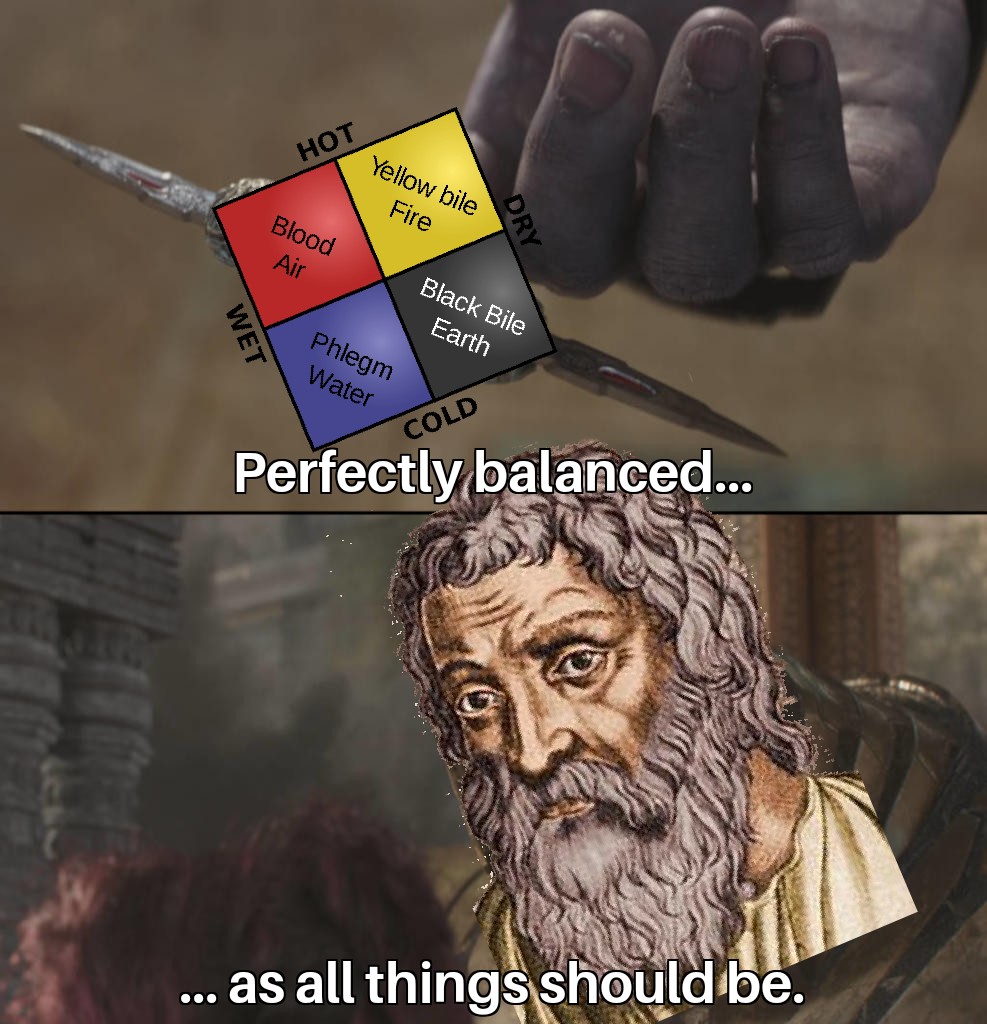 HOT
Yellow bile
Fire
DRY
Blood
Air
Black Bile
Earth
WET
Phlegm
Water
COLD
Perfectly balanced...
... as all things should be.